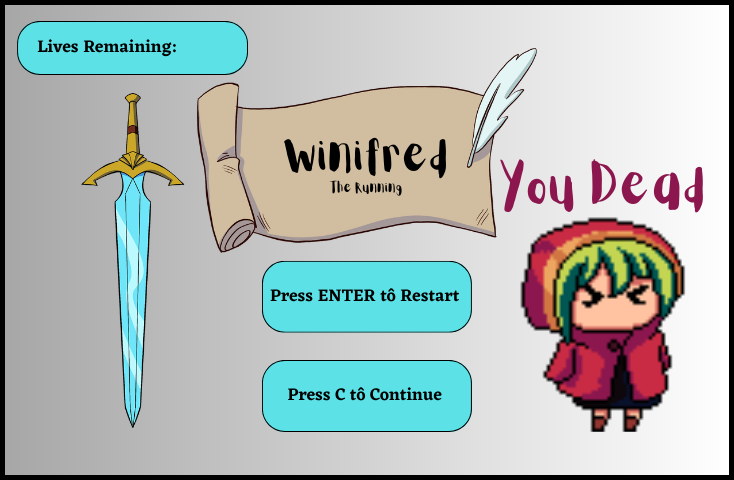 Lives Remaining:
Winifred
The Running
You Dead
Press ENTER tô Restart
Press C tô Continue